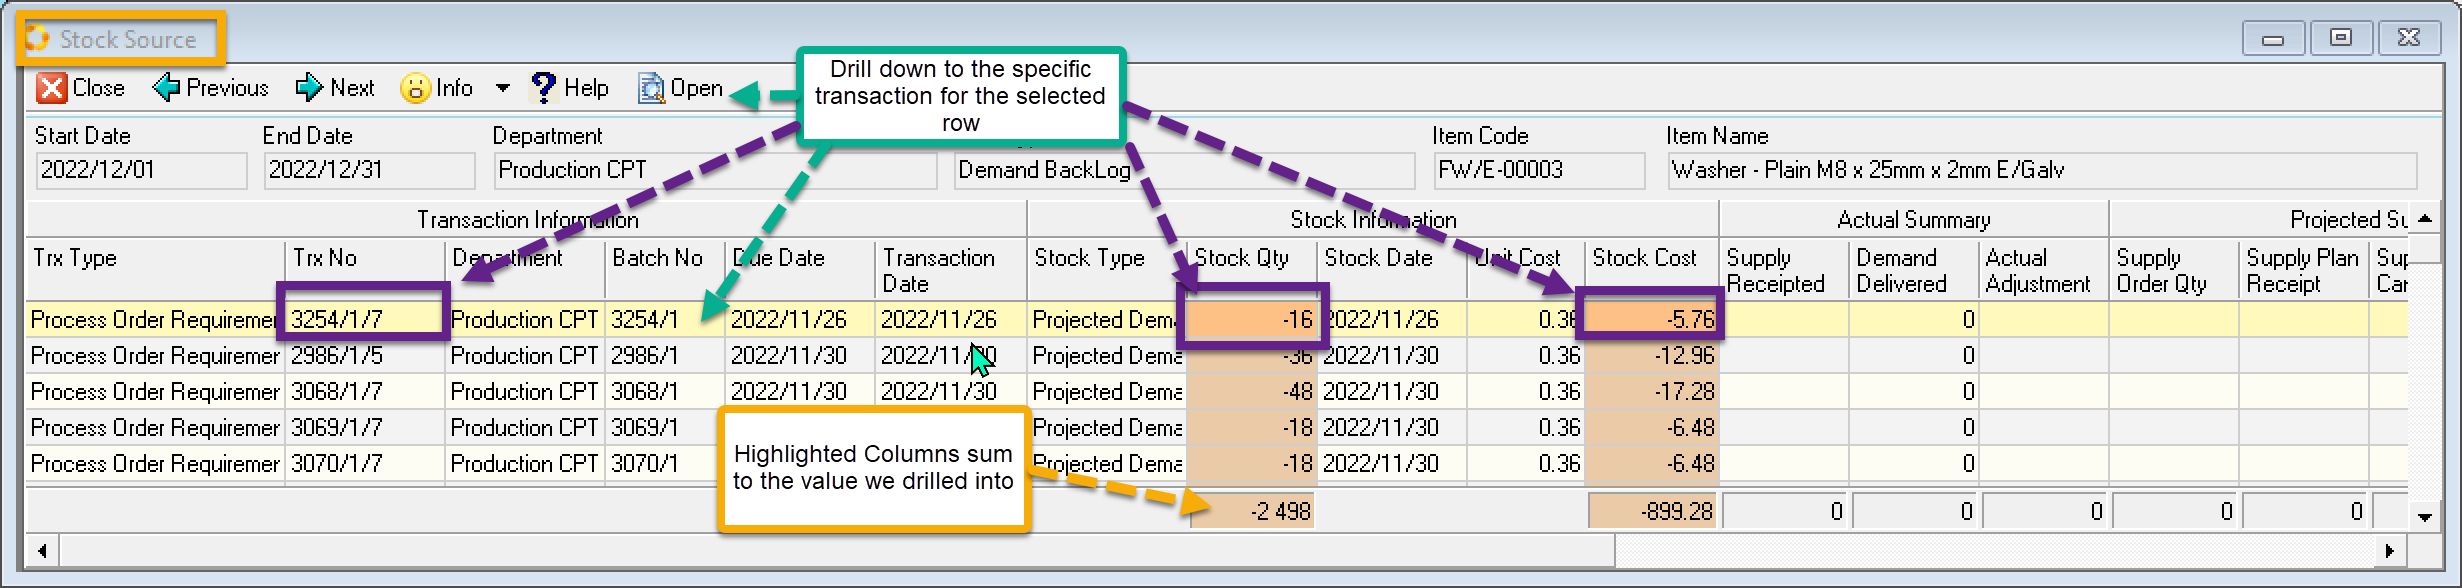 Stock Source
Close Previous Next Info Help Open
Drill down to the specific
transaction for the selected
row
Start Date End Date Department Item Code Item Name
2022/12/01 2022/12/31 Production CPT Demand BackLog FW/E-00003 Washer - Plain M8 x 25mm x 2mm E/Galv
Transaction Information Stock Information Actual Summary Projected Su
Trx Type Trx No Department Batch No Due Date Transaction Date Stock Type Stock Qty Stock Date Unit Cost Stock Cost Supply Receipted Demand Delivered Actual Adjustment Supply Order Qty Supply Plan Receipt Sup Car
Process Order Requiremer 3254/1/7 Production CPT 3254/1 2022/11/26 2022/11/26 Projected Dema -16 2022/11/26 0.36 -5.76 0
Process Order Requiremer 2986/1/5 Production CPT 2986/1 2022/11/30 2022/11/30 Projected Dema -36 2022/11/30 0.36 -12.96 0
Process Order Requiremer 3068/1/7 Production CPT 3068/1 2022/11/30 2022/11/30 Projected Dema -48 2022/11/30 0.36 -17.28 0
Process Order Requiremer 3069/1/7 Production CPT 3069/1 Projected Dema -18 2022/11/30 0.36 -6.48 0
Process Order Requiremer 3070/1/7 Production CPT 3070/1 Projected Dema -18 2022/11/30 0.36 -6.48 0
Highlighted Columns sum
to the value we drilled into
-2 498 -899.28 0 0 0 0 0